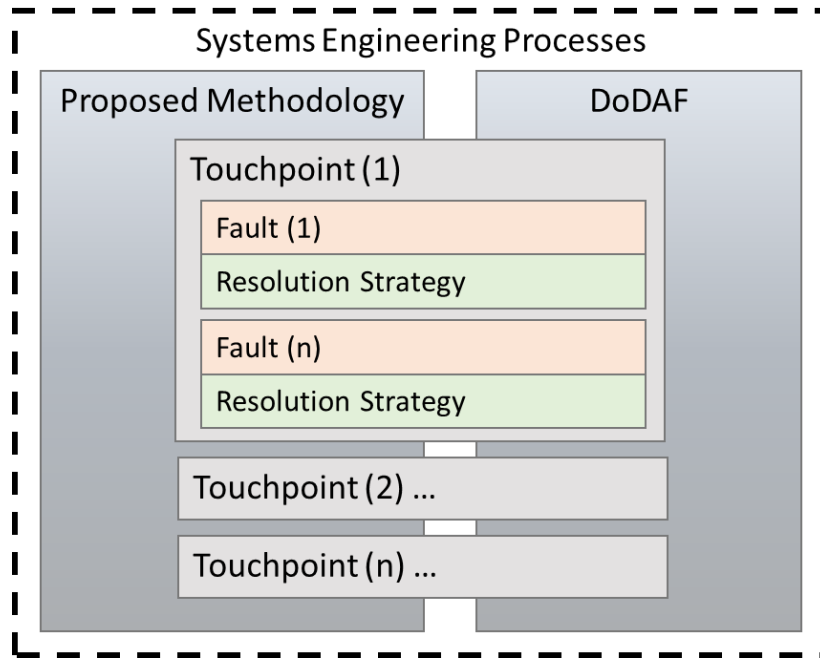 Systems Engineering Processes
Proposed Methodology
DoDAF
Touchpoint (1)
Fault (1)
Resolution Strategy
Fault (n)
Resolution Strategy
Touchpoint (2) ...
Touchpoint (n) ...